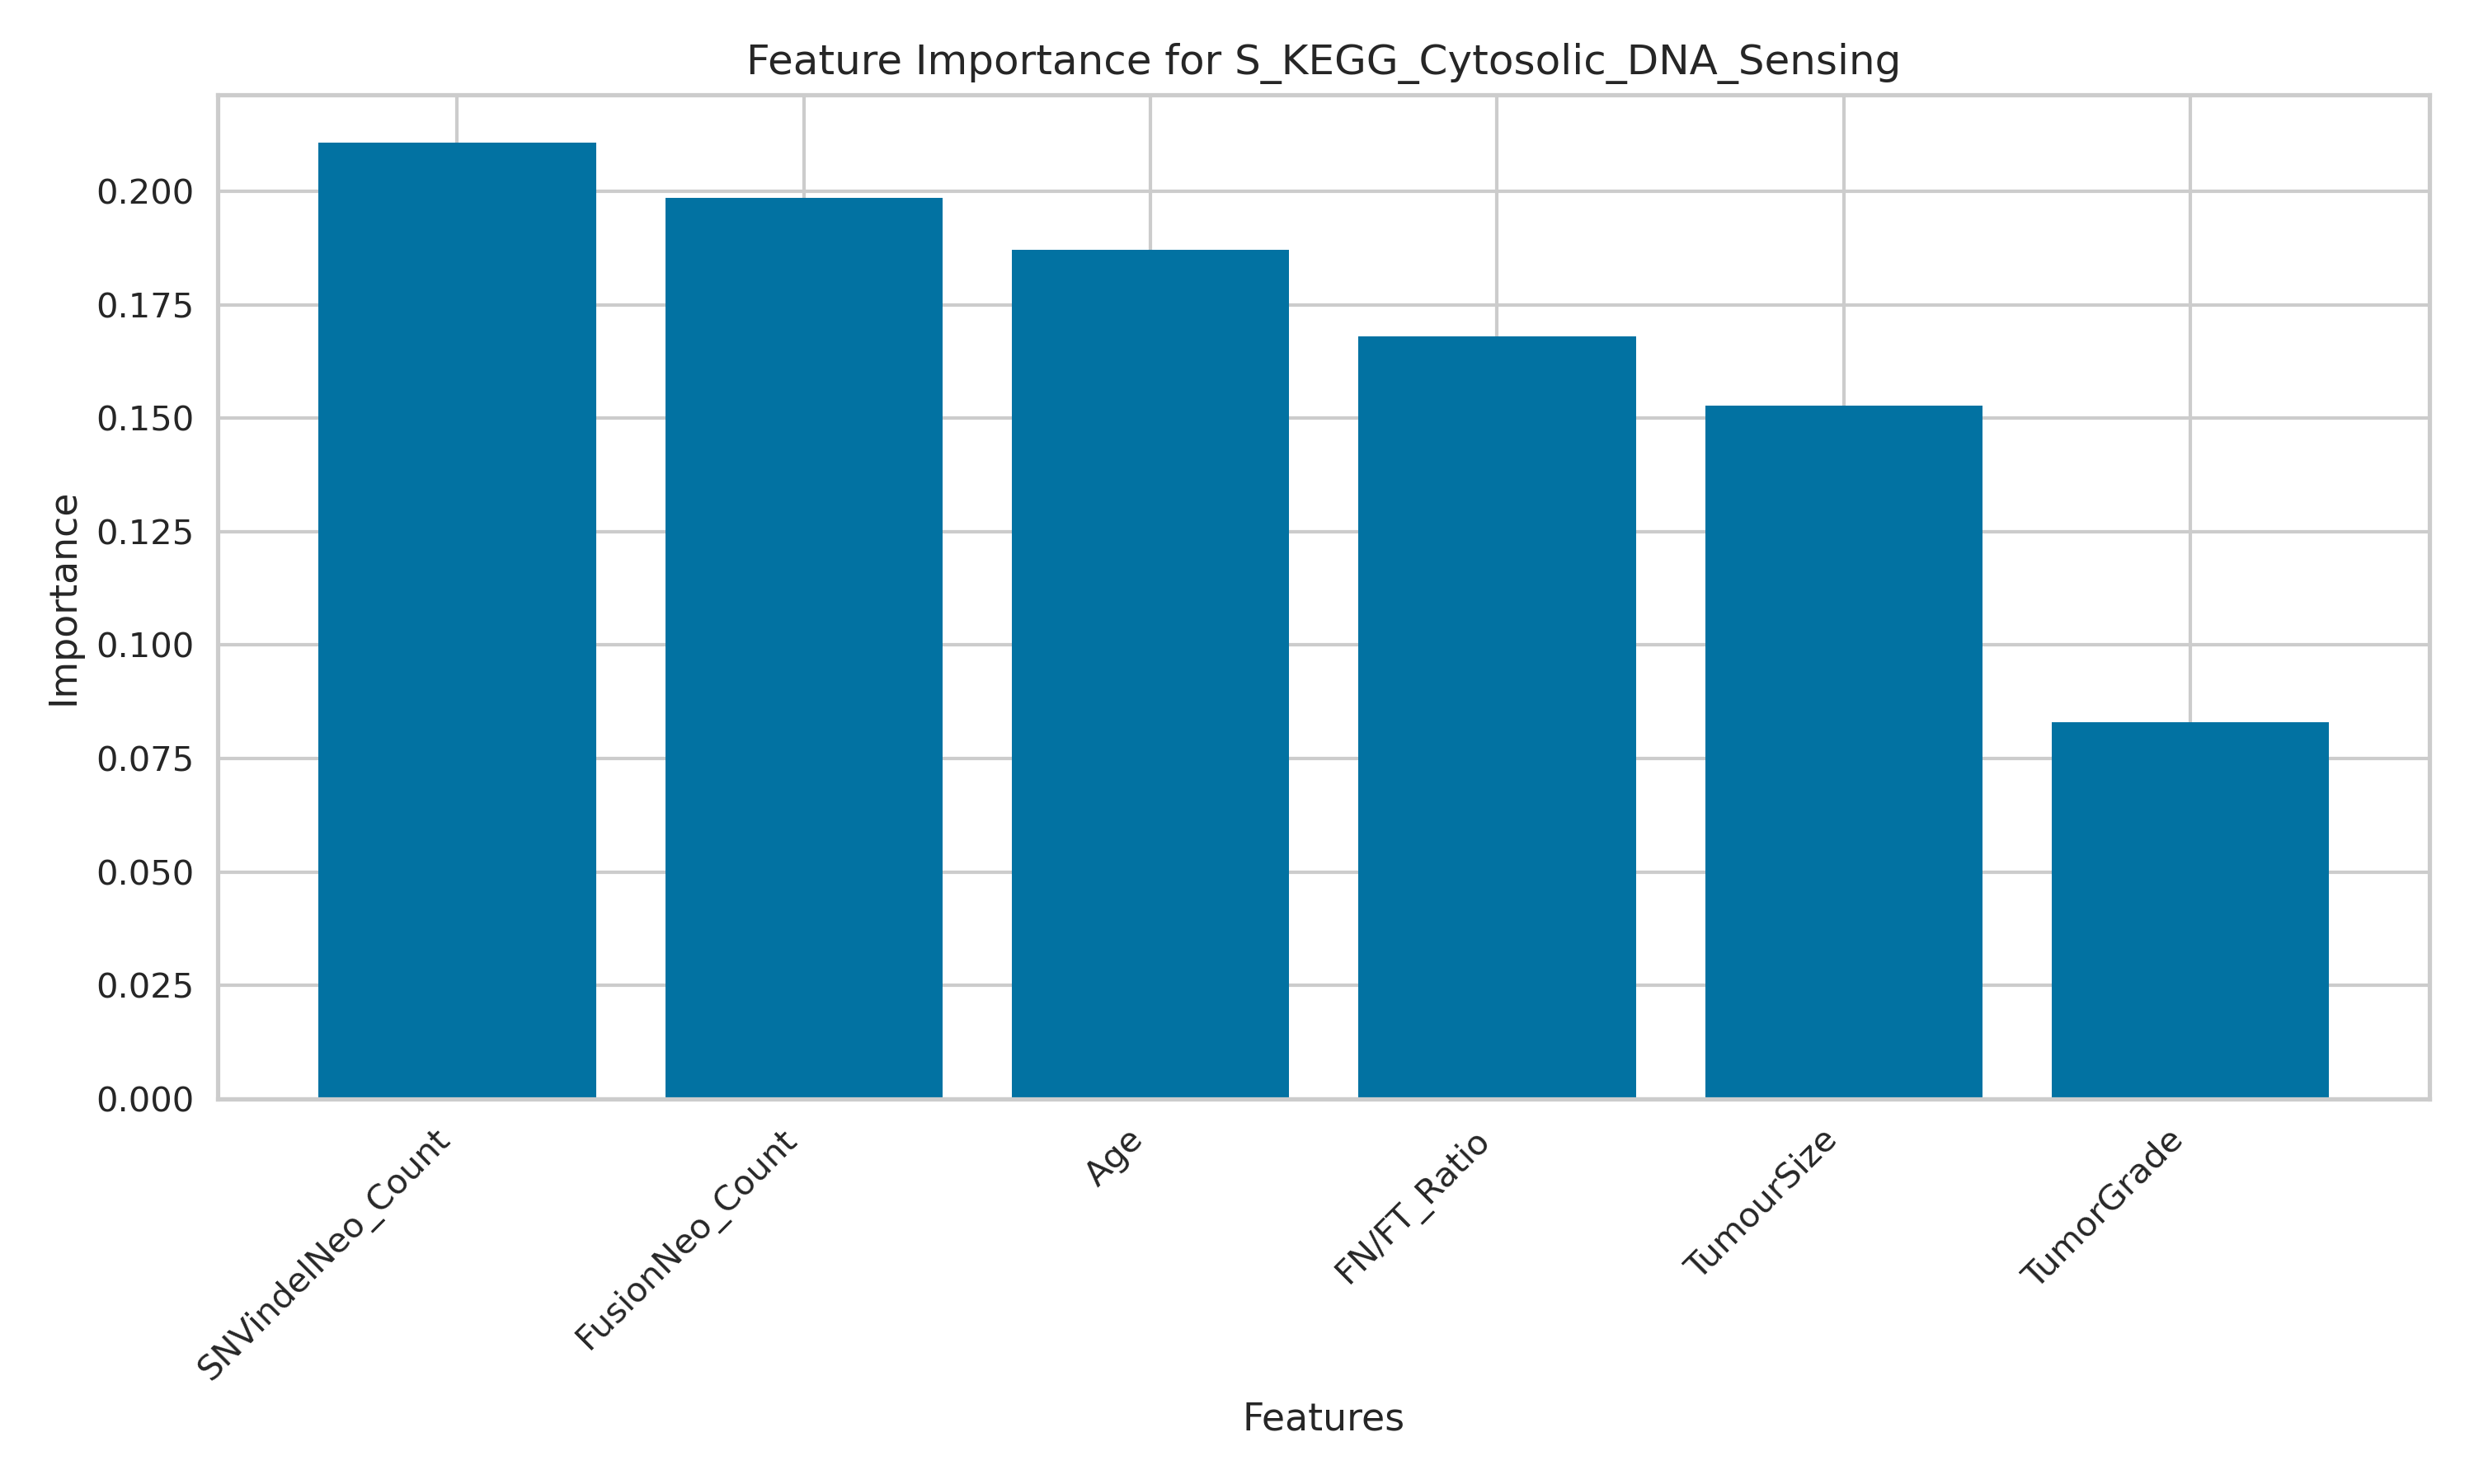 Feature Importance for S_KEGG_Cytosolic_DNA_Sensing
Importance
0.200
0.175
0.150
0.125
0.100
0.075
0.050
0.025
0.000
SNVindelNeo_Count
FusionNeo_Count
Age
FN/FT_Ratio
TumourSize
TumorGrade
Features